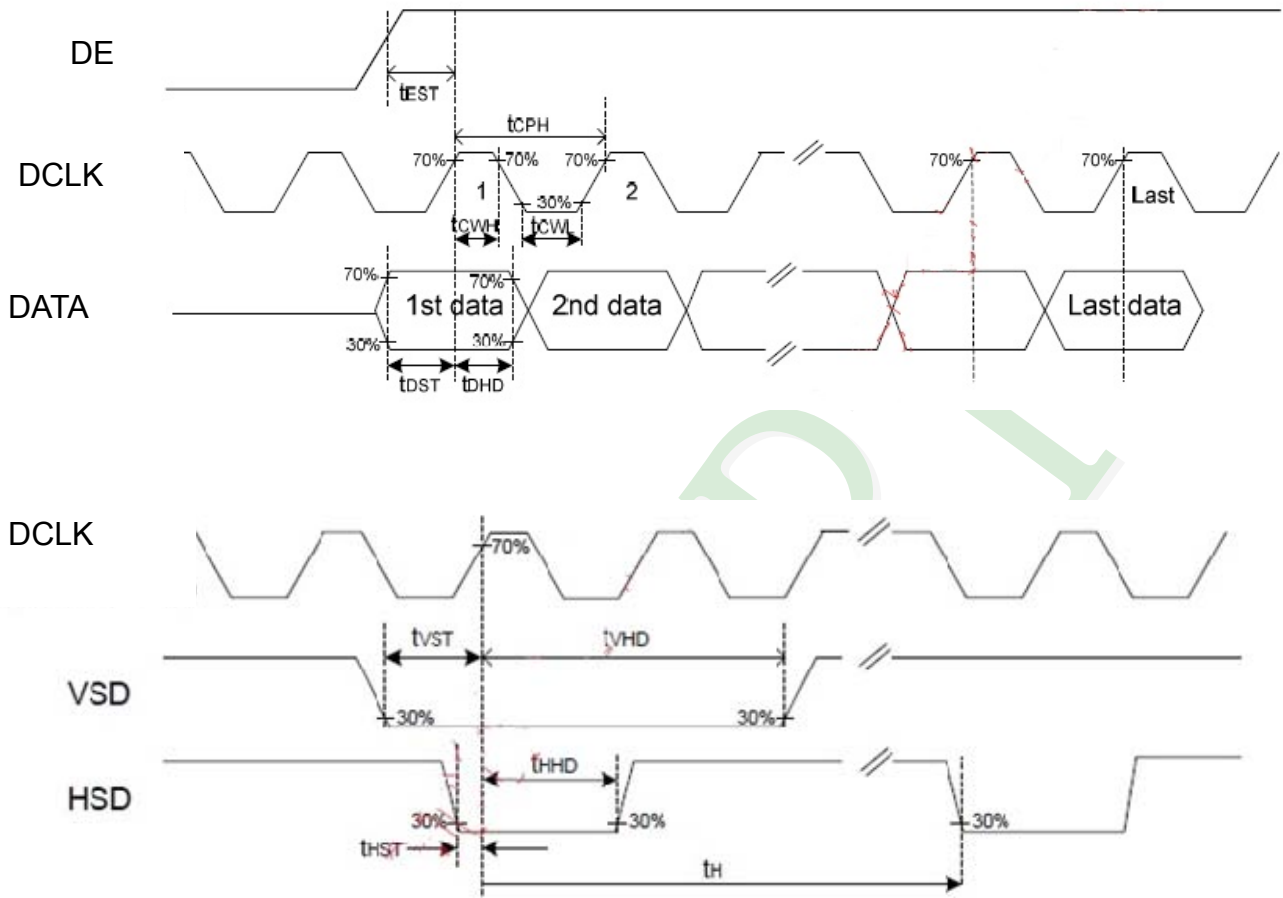 DE
tEST
tCPH
DCLK
70%
70%
70%
70%
70%
1
2
Last
30%
tCWH
tCWL
DATA
70%
70%
1st data
2nd data
Last data
30%
30%
tDST
tDHD
DCLK
70%
tVST
tVHD
VSD
30%
30%
tHHD
HSD
30%
30%
30%
tHST
tH